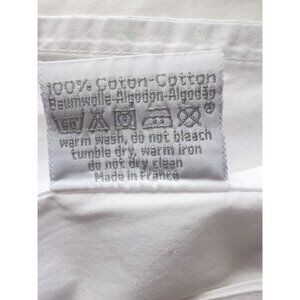 100% Coton-Cotton
Baumwolle-Algodon-Algodão
warm wash, do not bleach
tumble dry, warm iron
do not dry clean
Made in France